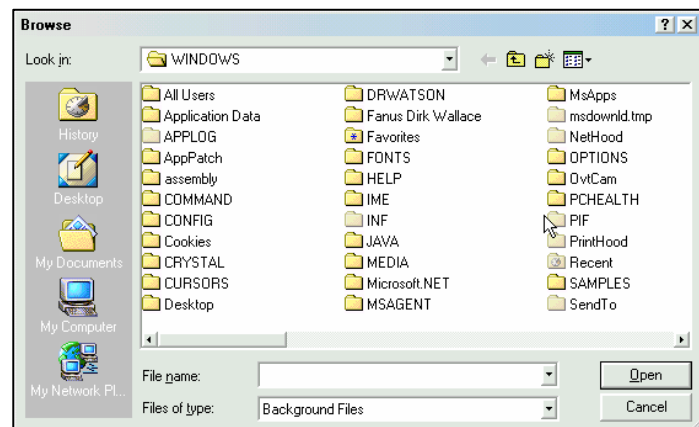 Browse
Look in: WINDOWS
History
Desktop
My Documents
My Computer
My Network Pl...
All Users DRWATSON MsApps
Application Data Fanus Dirk Wallace msdownld.tmp
APPLOG Favorites NetHood
AppPatch FONTS OPTIONS
assembly HELP OvtCam
COMMAND IME PCHEALTH
CONFIG INF PIF
Cookies JAVA PrintHood
CRYSTAL MEDIA Recent
CURSORS Microsoft.NET SAMPLES
Desktop MSAGENT SendTo
File name: Open
Files of type: Background Files Cancel